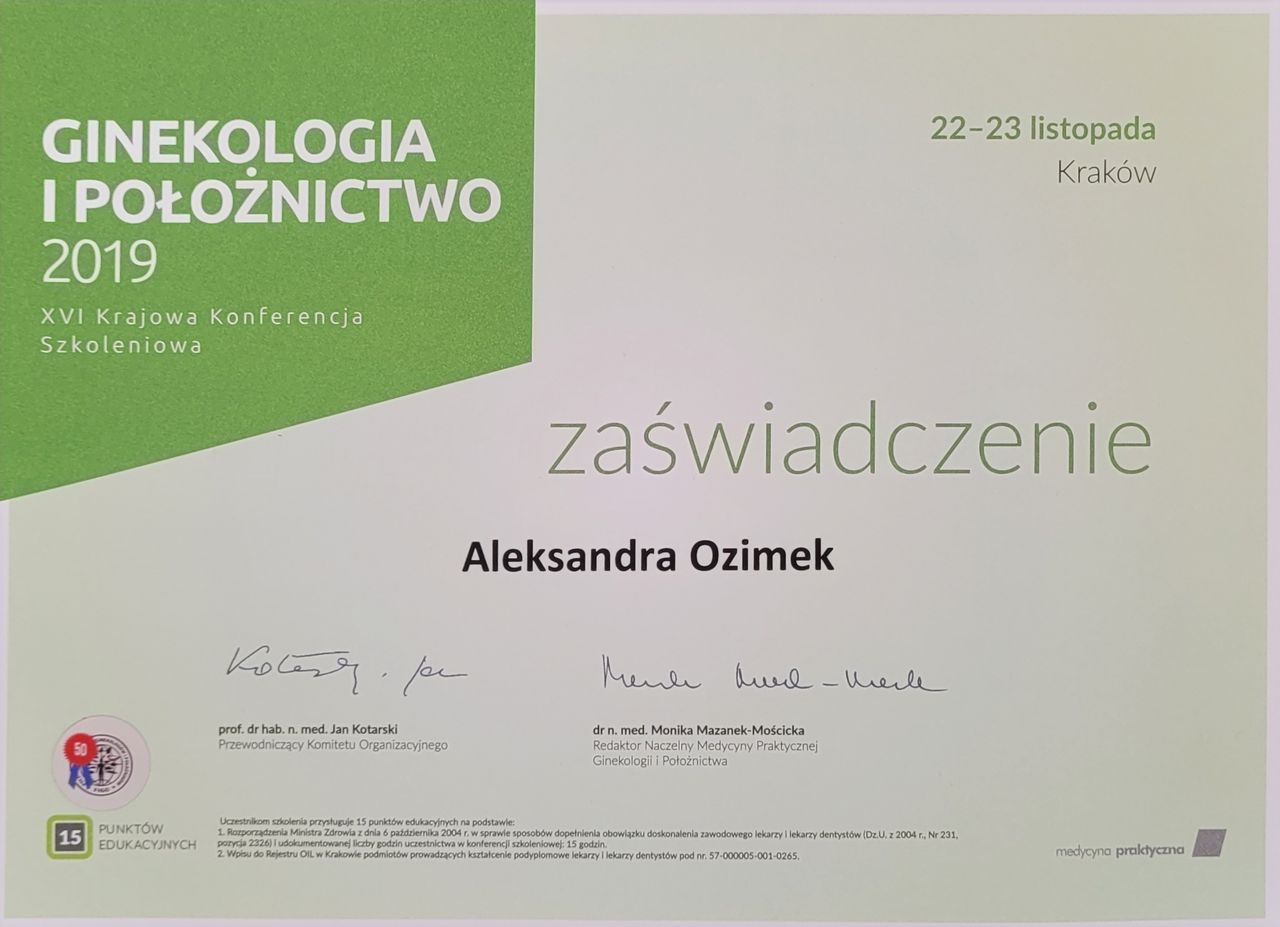 GINEKOLOGIA
I POŁOŻNICTWO
2019
XVI Krajowa Konferencja
Szkoleniowa
22–23 listopada
Kraków
zaświadczenie
Aleksandra Ozimek
prof. dr hab. n. med. Jan Kotarski
Przewodniczący Komitetu Organizacyjnego
dr n. med. Monika Mazanek-Mościcka
Redaktor Naczelny Medycyny Praktycznej
Ginekologii i Położnictwa
50
15
PUNKTÓW
EDUKACYJNYCH
Uczestnikom szkolenia przysługuje 15 punktów edukacyjnych na podstawie:
1. Rozporządzenia Ministra Zdrowia z dnia 6 października 2004 r. w sprawie sposobów dopełnienia obowiązku doskonalenia zawodowego lekarzy i lekarzy dentystów (Dz.U. z 2004 r., Nr 231,
pozycja 2326) i udokumentowanej liczby godzin uczestnictwa w konferencji szkoleniowej: 15 godzin.
2. Wpisu do Rejestru OIL w Krakowie podmiotów prowadzących kształcenie podyplomowe lekarzy i lekarzy dentystów pod nr. 57-000005-001-0265.
medycyna praktyczna